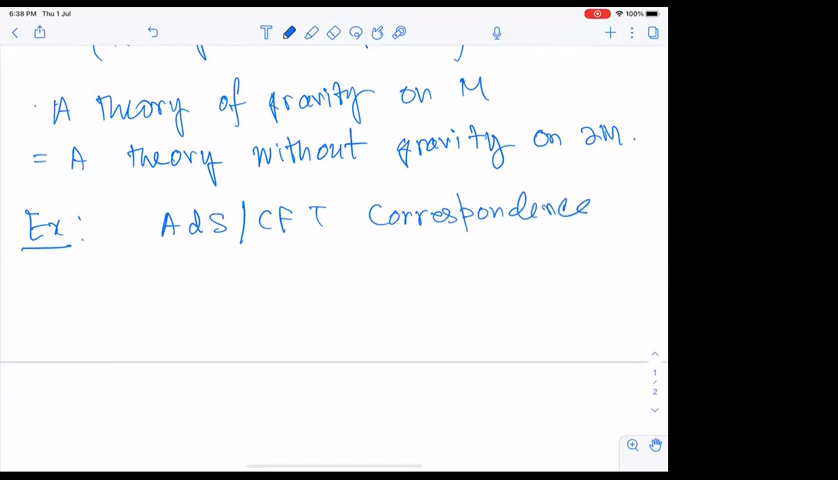 6:38 PM Thu 1 Jul
100%
· A theory of gravity on M
= A theory without gravity on ∂M.
Ex: AdS/CFT Correspondence
1
/
2